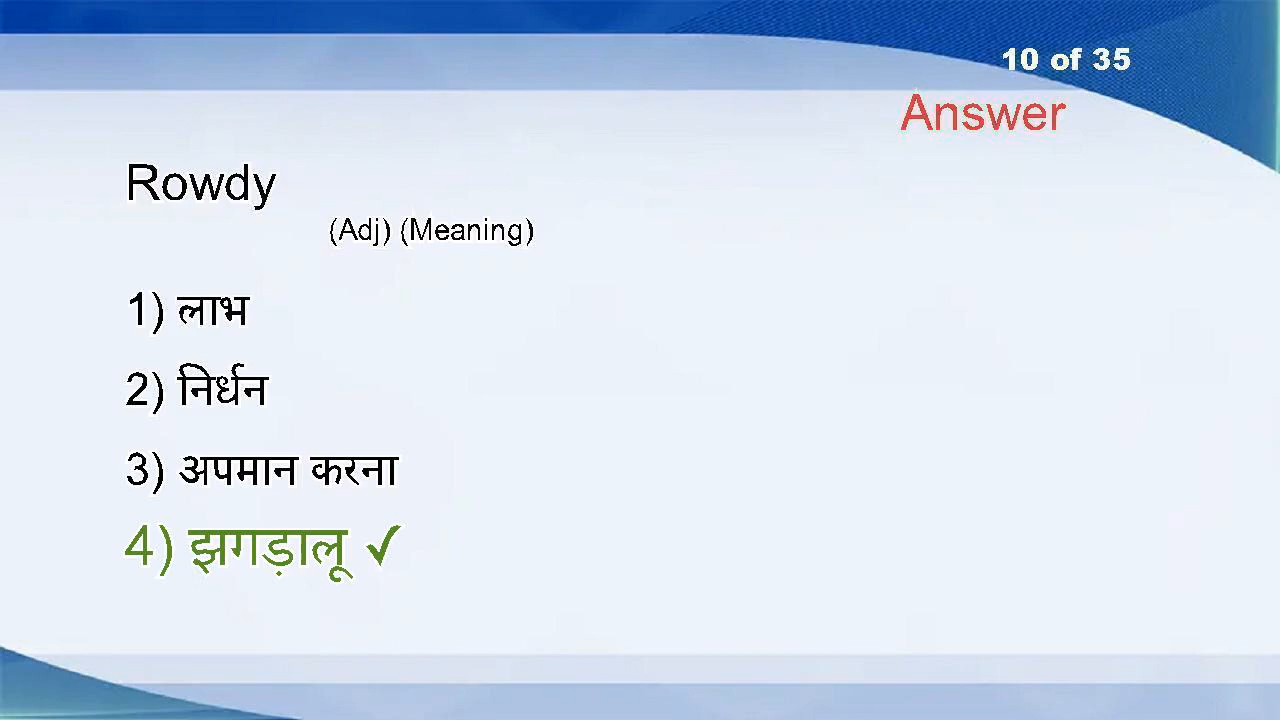 10 of 35
Answer
Rowdy
(Adj) (Meaning)
1) लाभ
2) निर्धन
3) अपमान करना
4) झगड़ालू ✓